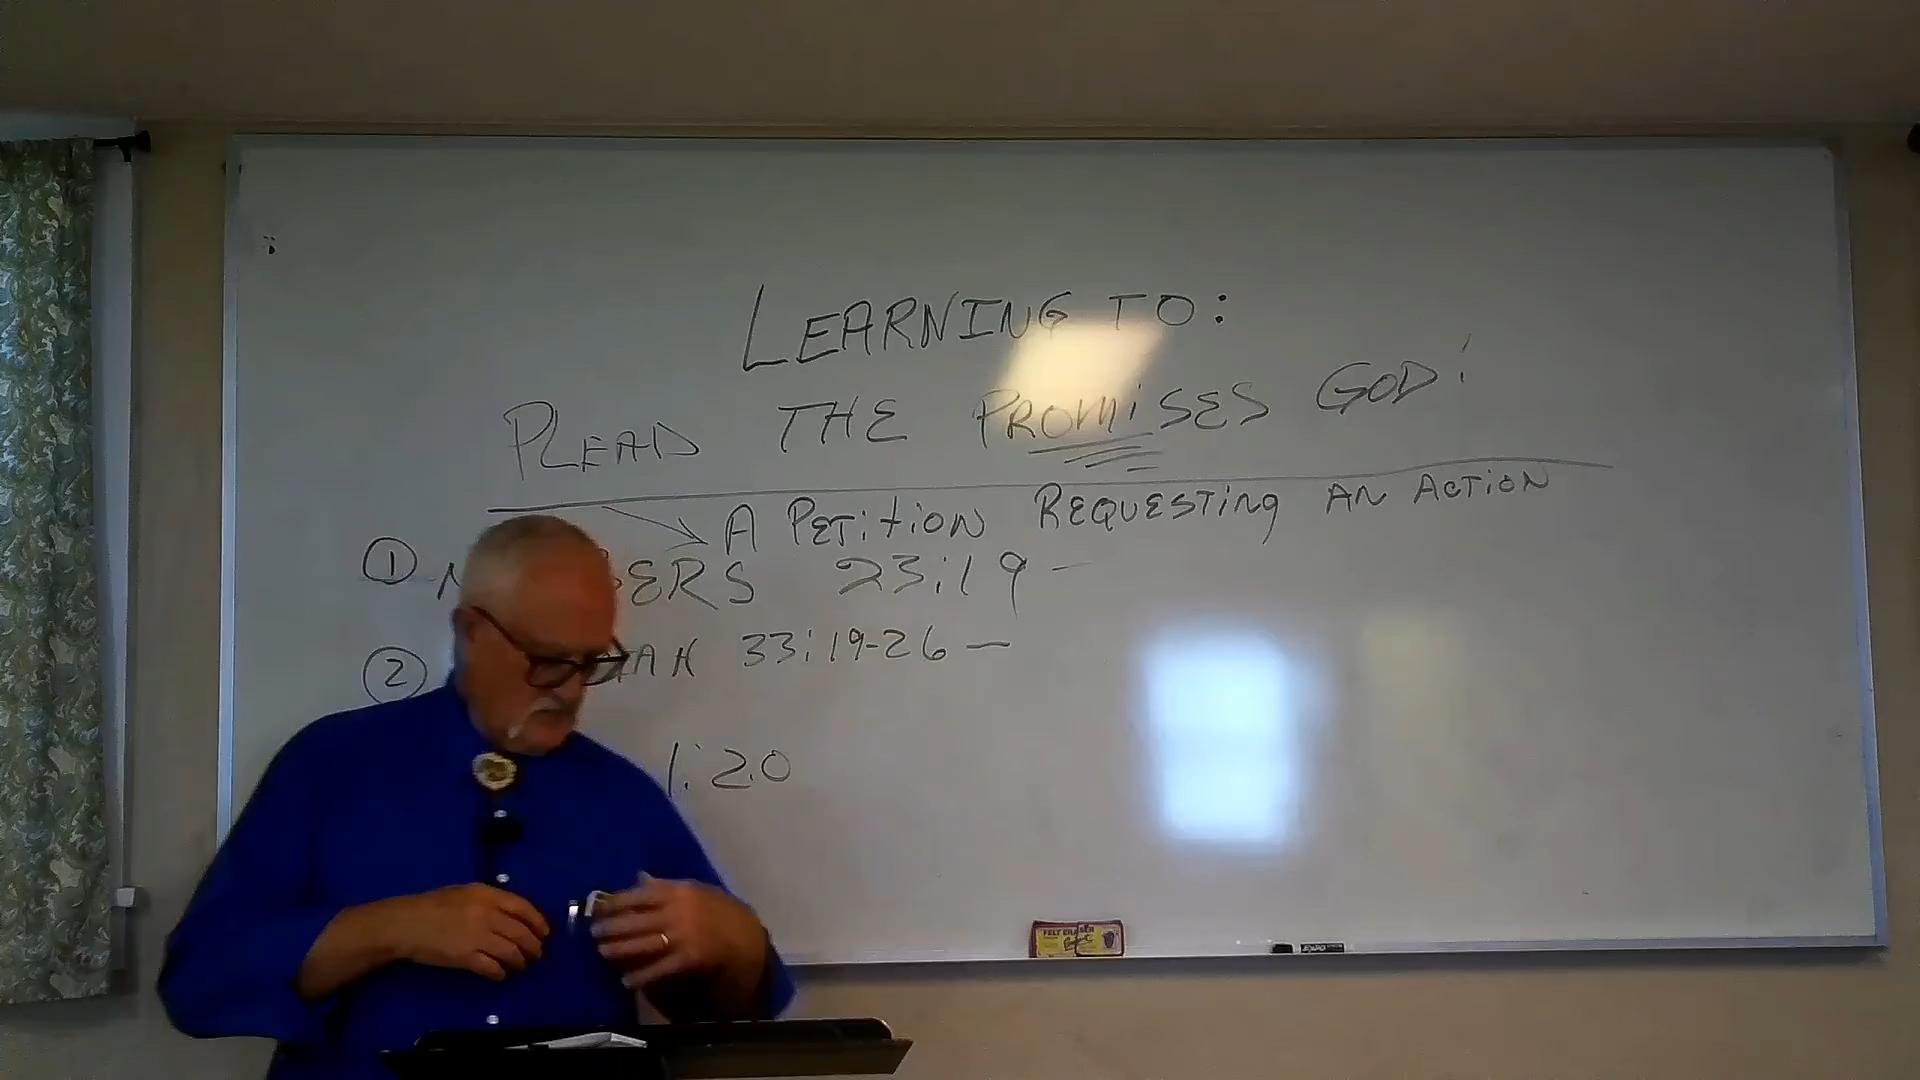 LEARNING TO:
PLEAD THE PROMISES GOD!
A PETITION REQUESTING AN ACTION
① N BERS 23:19 —
② IAH 33:19-26 —
1:20
FELT ERASER
EXPO